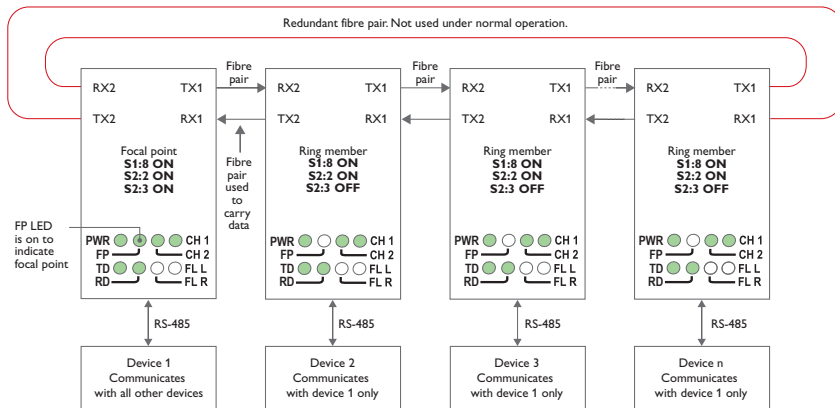 Redundant fibre pair. Not used under normal operation.
Fibre
pair
Fibre
pair
Fibre
pair
RX2 TX1
TX2 RX1
Focal point
S1:8 ON
S2:2 ON
S2:3 ON
PWR CH 1
FP CH 2
TD FL L
RD FL R
FP LED
is on to
indicate
focal point
Fibre
pair
used
to
carry
data
RX2 TX1
TX2 RX1
Ring member
S1:8 ON
S2:2 ON
S2:3 OFF
PWR CH 1
FP CH 2
TD FL L
RD FL R
RX2 TX1
TX2 RX1
Ring member
S1:8 ON
S2:2 ON
S2:3 OFF
PWR CH 1
FP CH 2
TD FL L
RD FL R
RX2 TX1
TX2 RX1
Ring member
S1:8 ON
S2:2 ON
S2:3 OFF
PWR CH 1
FP CH 2
TD FL L
RD FL R
RS-485
RS-485
RS-485
RS-485
Device 1
Communicates
with all other devices
Device 2
Communicates
with device 1 only
Device 3
Communicates
with device 1 only
Device n
Communicates
with device 1 only